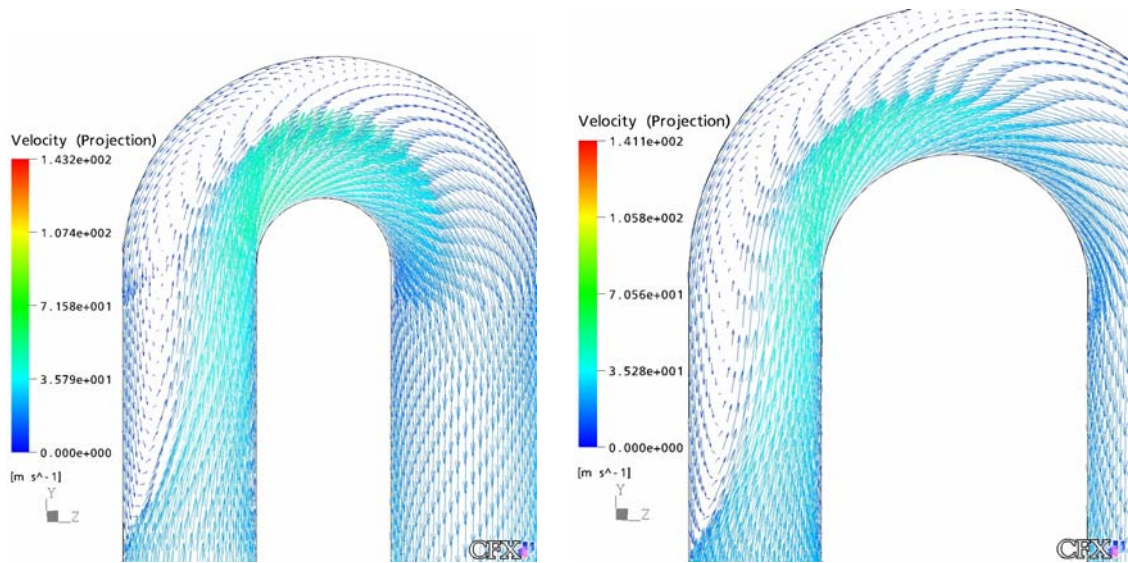 Velocity (Projection)
1.432e+002
1.074e+002
7.158e+001
3.579e+001
0.000e+000
[m s^-1]
Y
Z
CFX
Velocity (Projection)
1.411e+002
1.058e+002
7.056e+001
3.528e+001
0.000e+000
[m s^-1]
Y
Z
CFX